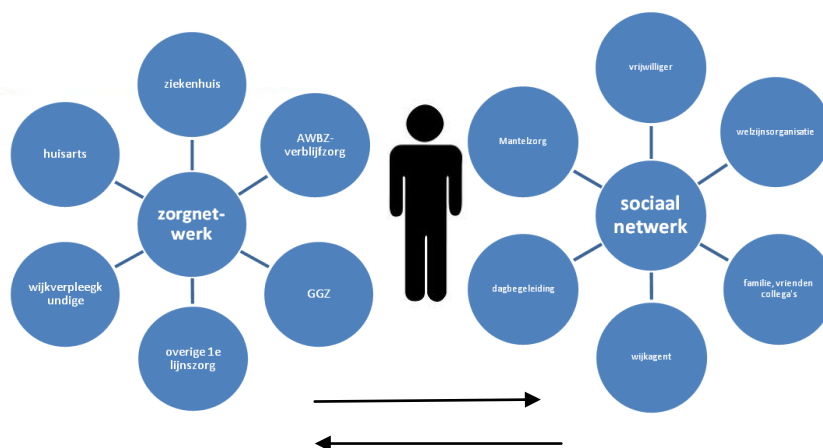 ziekenhuis
AWBZ-
verblijfzorg
GGZ
overige 1e
lijnszorg
wijkverpleegk
undige
huisarts
zorgnet-
werk
vrijwilliger
welzijnsorganisatie
familie, vrienden
collega's
wijkagent
dagbegeleiding
Mantelzorg
sociaal
netwerk